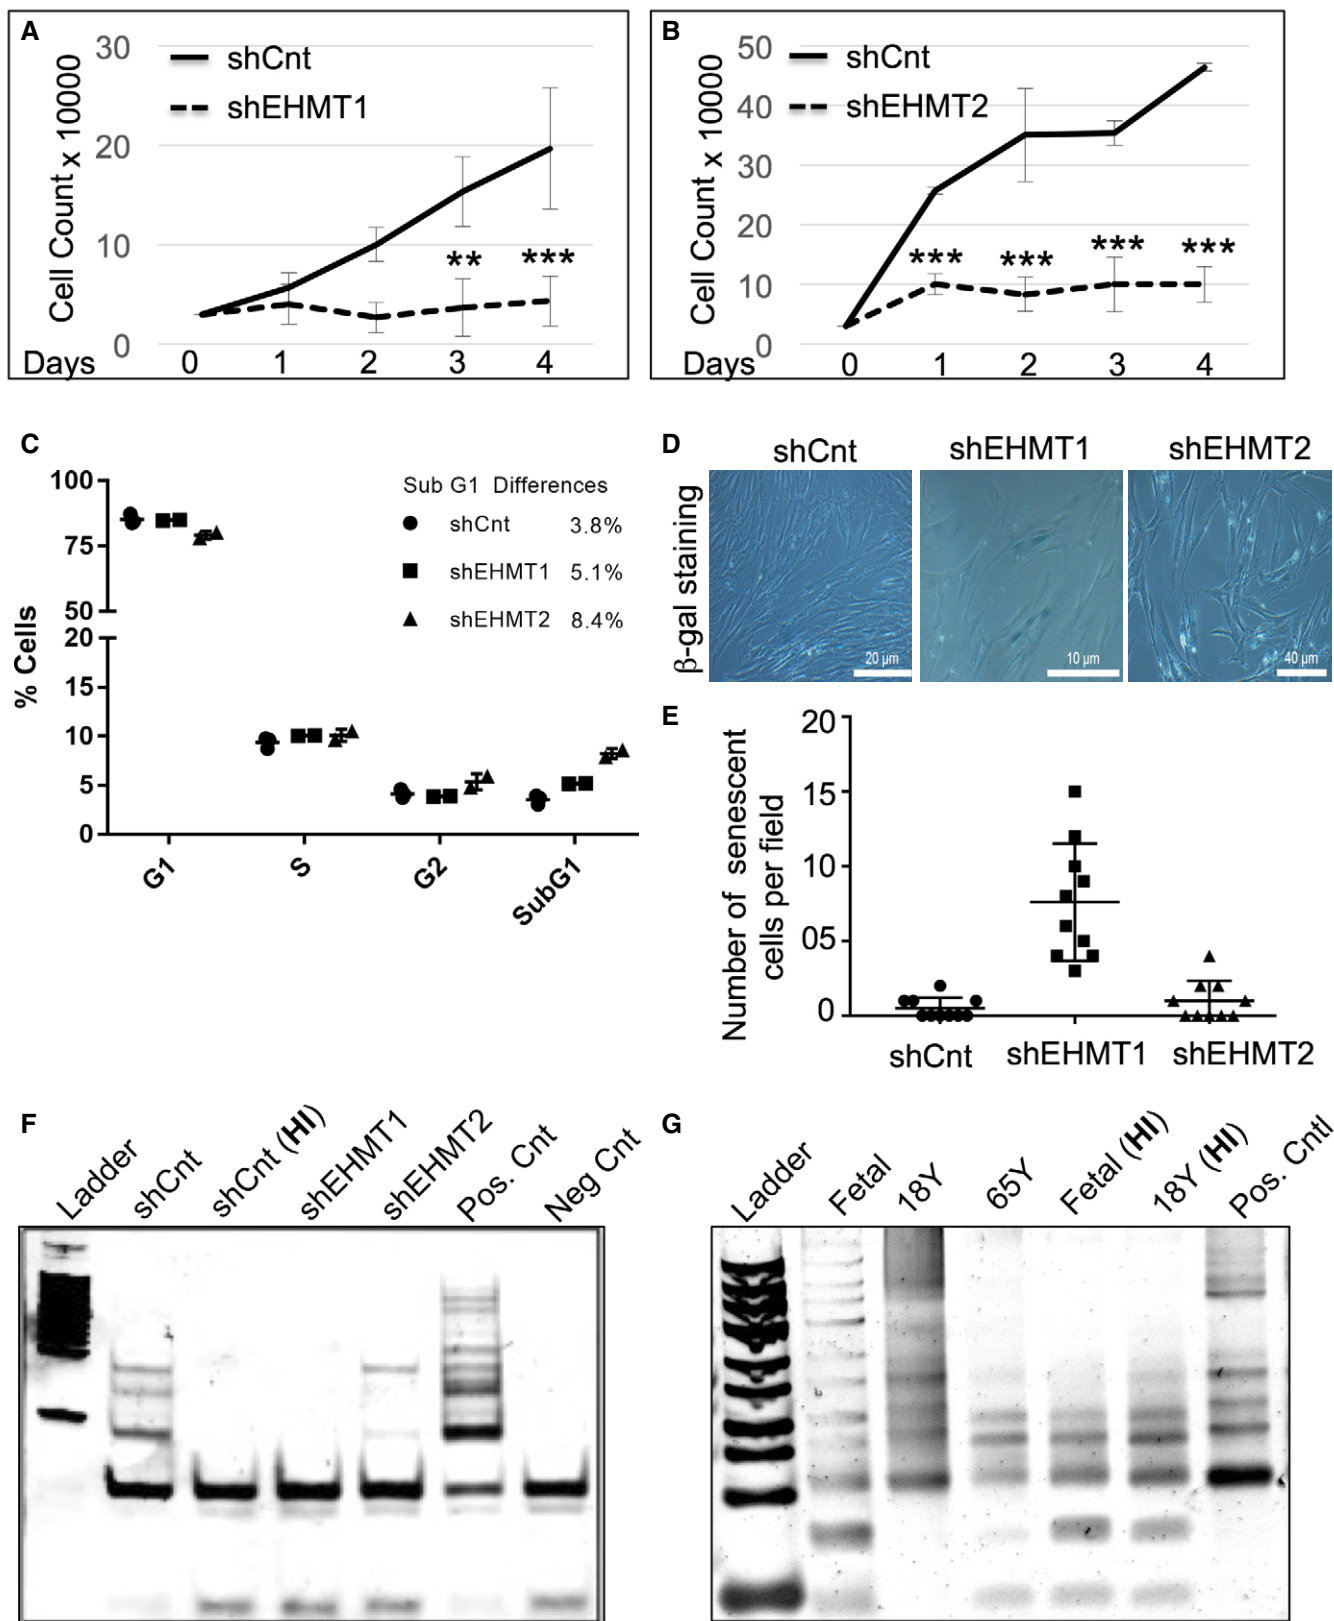 A
30
20
10
0
Cell Count x 10000
shCnt
shEHMT1
** ***
Days 0 1 2 3 4
B
50
40
30
20
10
0
Cell Count x 10000
shCnt
shEHMT2
*** *** *** ***
Days 0 1 2 3 4
C
100
75
50
20
15
10
5
0
% Cells
Sub G1 Differences
shCnt 3.8%
shEHMT1 5.1%
shEHMT2 8.4%
G1 S G2 SubG1
D
shCnt shEHMT1 shEHMT2
β-gal staining
20 µm 10 µm 40 µm
E
20
15
10
05
0
Number of senescent
cells per field
shCnt shEHMT1 shEHMT2
F
Ladder shCnt shCnt (HI) shEHMT1 shEHMT2 Pos. Cnt Neg Cnt
G
Ladder Fetal 18Y 65Y Fetal (HI) 18Y (HI) Pos. Cntl